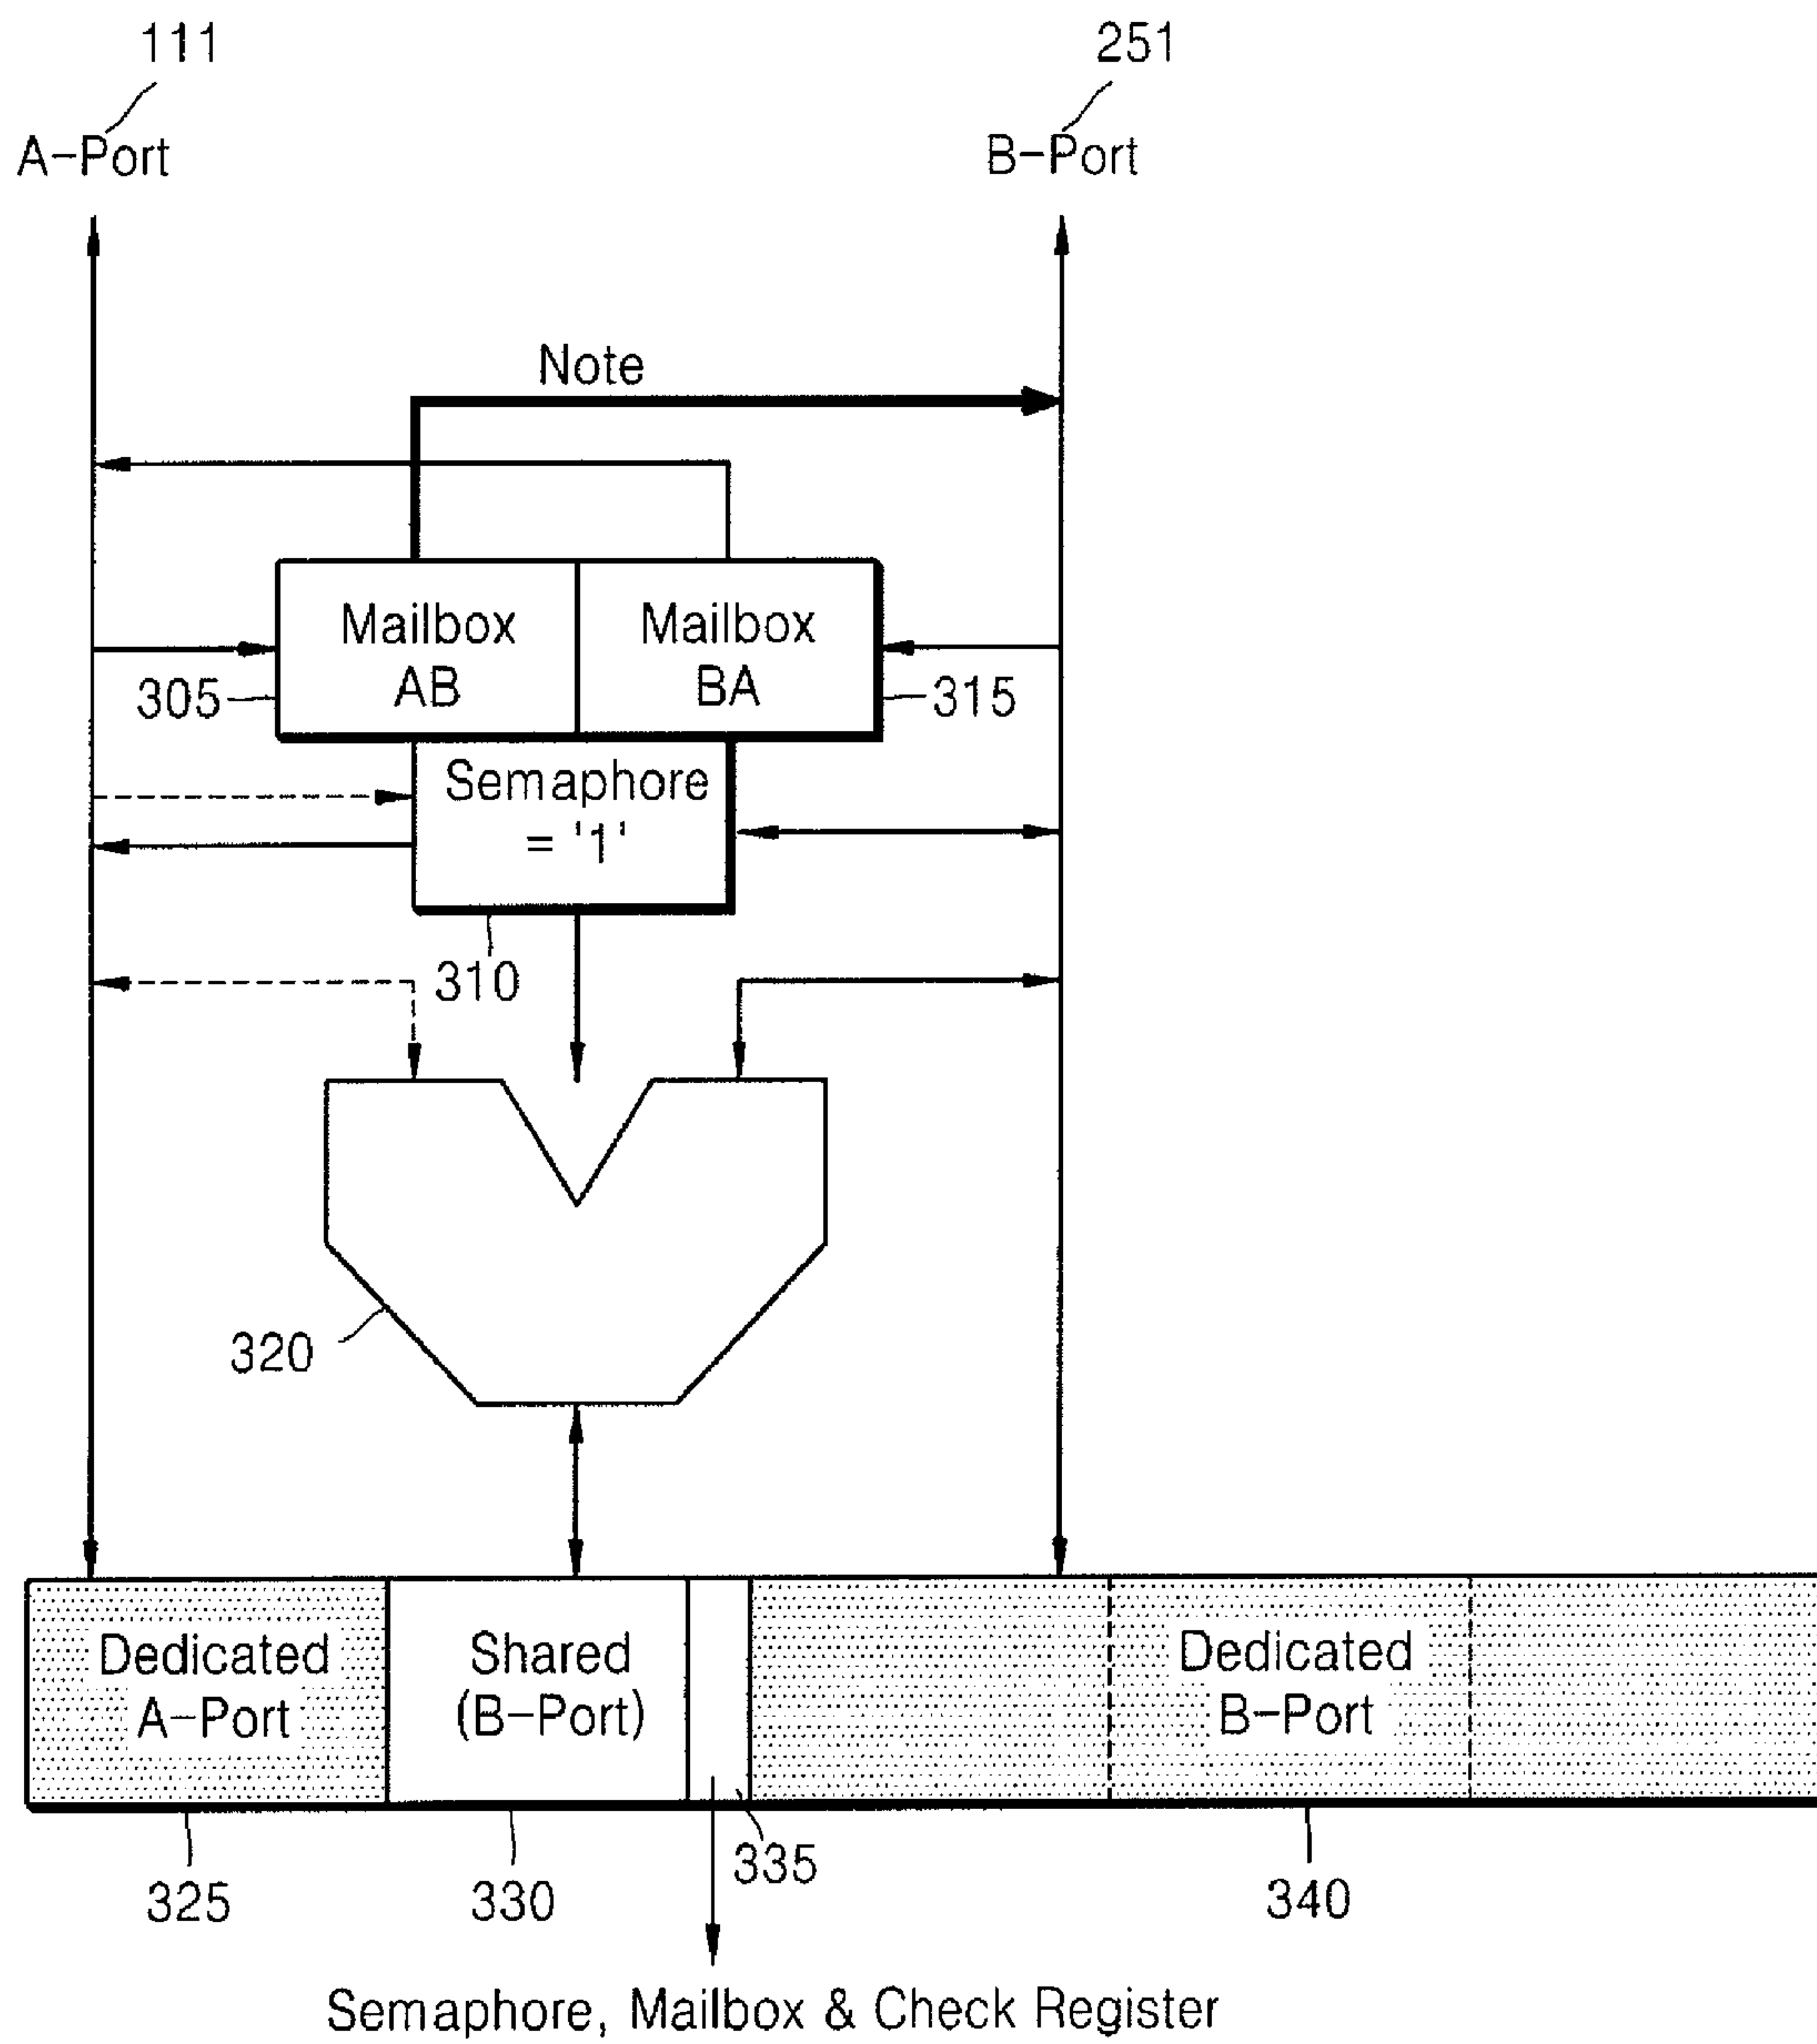 111
251
A-Port
B-Port
Note
Mailbox
AB
Mailbox
BA
305
315
Semaphore
= '1'
310
320
Dedicated
A-Port
Shared
(B-Port)
Dedicated
B-Port
335
325
330
340
Semaphore, Mailbox & Check Register